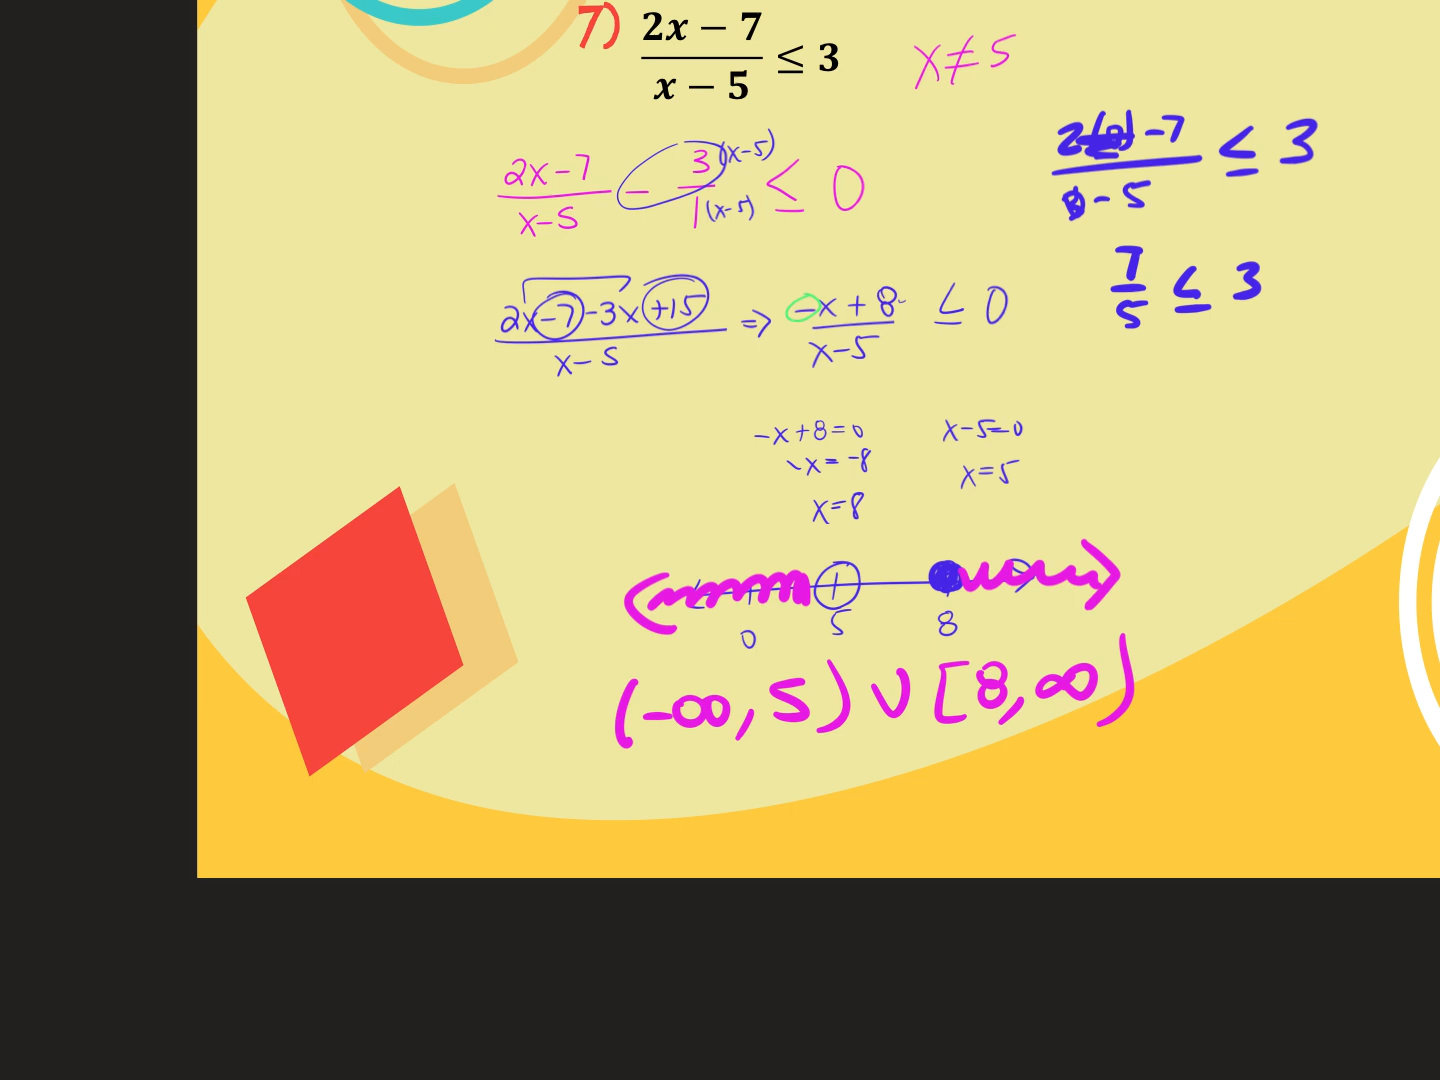 7) (2x − 7)/(x − 5) ≤ 3 x ≠ 5
(2x−7)/(x−5) − 3(x−5)/1(x−5) ≤ 0
2(0)−7/0−5 ≤ 3
(2x−7−3x+15)/(x−5) => (−x+8)/(x−5) ≤ 0
7/5 ≤ 3
−x+8=0 x−5=0
−x=−8 x=5
x=8
0 5 8
(-∞, 5) ∪ [8, ∞)